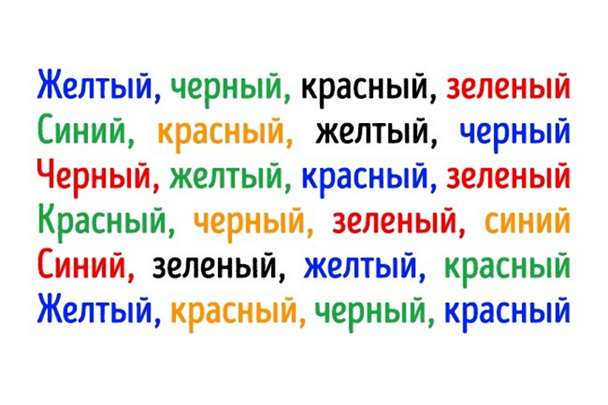 Желтый, черный, красный, зеленый
Синий, красный, желтый, черный
Черный, желтый, красный, зеленый
Красный, черный, зеленый, синий
Синий, зеленый, желтый, красный
Желтый, красный, черный, красный